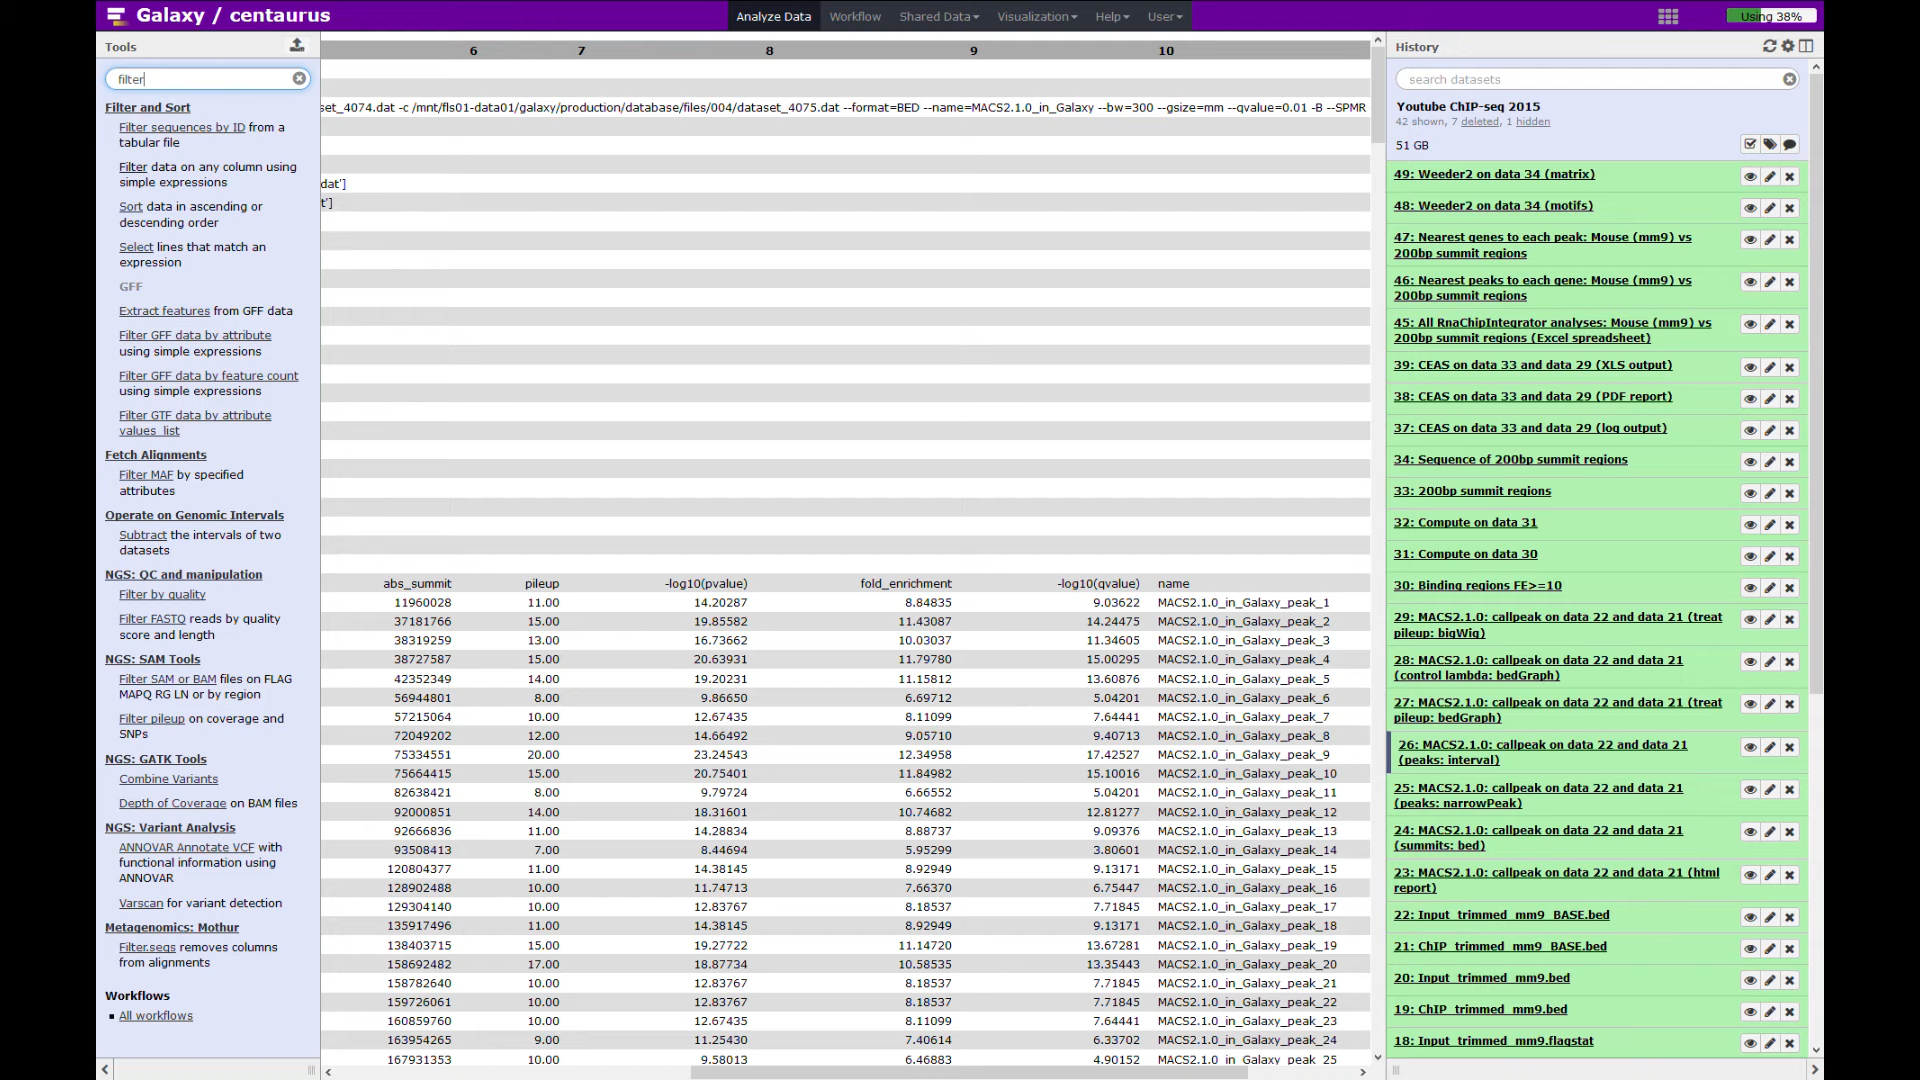 Galaxy / centaurus
Analyze Data Workflow Shared Data Visualization Help User
Using 38%
Tools
filter
Filter and Sort
Filter sequences by ID from a
tabular file
Filter data on any column using
simple expressions
Sort data in ascending or
descending order
Select lines that match an
expression
GFF
Extract features from GFF data
Filter GFF data by attribute
using simple expressions
Filter GFF data by feature count
using simple expressions
Filter GTF data by attribute
values_list
Fetch Alignments
Filter MAF by specified
attributes
Operate on Genomic Intervals
Subtract the intervals of two
datasets
NGS: QC and manipulation
Filter by quality
Filter FASTQ reads by quality
score and length
NGS: SAM Tools
Filter SAM or BAM files on FLAG
MAPQ RG LN or by region
Filter pileup on coverage and
SNPs
NGS: GATK Tools
Combine Variants
Depth of Coverage on BAM files
NGS: Variant Analysis
ANNOVAR Annotate VCF with
functional information using
ANNOVAR
Varscan for variant detection
Metagenomics: Mothur
Filter.seqs removes columns
from alignments
Workflows
All workflows
6 7 8 9 10
set_4074.dat -c /mnt/fls01-data01/galaxy/production/database/files/004/dataset_4075.dat --format=BED --name=MACS2.1.0_in_Galaxy --bw=300 --gsize=mm --qvalue=0.01 -B --SPMR
dat']
t']
abs_summit pileup -log10(pvalue) fold_enrichment -log10(qvalue) name
11960028 11.00 14.20287 8.84835 9.03622 MACS2.1.0_in_Galaxy_peak_1
37181766 15.00 19.85582 11.43087 14.24475 MACS2.1.0_in_Galaxy_peak_2
38319259 13.00 16.73662 10.03037 11.34605 MACS2.1.0_in_Galaxy_peak_3
38727587 15.00 20.63931 11.79780 15.00295 MACS2.1.0_in_Galaxy_peak_4
42352349 14.00 19.20231 11.15812 13.60876 MACS2.1.0_in_Galaxy_peak_5
56944801 8.00 9.86650 6.69712 5.04201 MACS2.1.0_in_Galaxy_peak_6
57215064 10.00 12.67435 8.11099 7.64441 MACS2.1.0_in_Galaxy_peak_7
72049202 12.00 14.66492 9.05710 9.40713 MACS2.1.0_in_Galaxy_peak_8
75334551 20.00 23.24543 12.34958 17.42527 MACS2.1.0_in_Galaxy_peak_9
75664415 15.00 20.75401 11.84982 15.10016 MACS2.1.0_in_Galaxy_peak_10
82638421 8.00 9.79724 6.66552 5.04201 MACS2.1.0_in_Galaxy_peak_11
92000851 14.00 18.31601 10.74682 12.81277 MACS2.1.0_in_Galaxy_peak_12
92666836 11.00 14.28834 8.88737 9.09376 MACS2.1.0_in_Galaxy_peak_13
93508413 7.00 8.44694 5.95299 3.80601 MACS2.1.0_in_Galaxy_peak_14
120804377 11.00 14.38145 8.92949 9.13171 MACS2.1.0_in_Galaxy_peak_15
128902488 10.00 11.74713 7.66370 6.75447 MACS2.1.0_in_Galaxy_peak_16
129304140 10.00 12.83767 8.18537 7.71845 MACS2.1.0_in_Galaxy_peak_17
135917496 11.00 14.38145 8.92949 9.13171 MACS2.1.0_in_Galaxy_peak_18
138403715 15.00 19.27722 11.14720 13.67281 MACS2.1.0_in_Galaxy_peak_19
158692482 17.00 18.87734 10.58535 13.35443 MACS2.1.0_in_Galaxy_peak_20
158782640 10.00 12.83767 8.18537 7.71845 MACS2.1.0_in_Galaxy_peak_21
159726061 10.00 12.83767 8.18537 7.71845 MACS2.1.0_in_Galaxy_peak_22
160859760 10.00 12.67435 8.11099 7.64441 MACS2.1.0_in_Galaxy_peak_23
163954265 9.00 11.25430 7.40614 6.33702 MACS2.1.0_in_Galaxy_peak_24
167931353 10.00 9.58013 6.46883 4.90152 MACS2.1.0_in_Galaxy_peak_25
History
search datasets
Youtube ChIP-seq 2015
42 shown, 7 deleted, 1 hidden
51 GB
49: Weeder2 on data 34 (matrix)
48: Weeder2 on data 34 (motifs)
47: Nearest genes to each peak: Mouse (mm9) vs
200bp summit regions
46: Nearest peaks to each gene: Mouse (mm9) vs
200bp summit regions
45: All RnaChipIntegrator analyses: Mouse (mm9) vs
200bp summit regions (Excel spreadsheet)
39: CEAS on data 33 and data 29 (XLS output)
38: CEAS on data 33 and data 29 (PDF report)
37: CEAS on data 33 and data 29 (log output)
34: Sequence of 200bp summit regions
33: 200bp summit regions
32: Compute on data 31
31: Compute on data 30
30: Binding regions FE>=10
29: MACS2.1.0: callpeak on data 22 and data 21 (treat
pileup: bigWig)
28: MACS2.1.0: callpeak on data 22 and data 21
(control lambda: bedGraph)
27: MACS2.1.0: callpeak on data 22 and data 21 (treat
pileup: bedGraph)
26: MACS2.1.0: callpeak on data 22 and data 21
(peaks: interval)
25: MACS2.1.0: callpeak on data 22 and data 21
(peaks: narrowPeak)
24: MACS2.1.0: callpeak on data 22 and data 21
(summits: bed)
23: MACS2.1.0: callpeak on data 22 and data 21 (html
report)
22: Input_trimmed_mm9_BASE.bed
21: ChIP_trimmed_mm9_BASE.bed
20: Input_trimmed_mm9.bed
19: ChIP_trimmed_mm9.bed
18: Input_trimmed_mm9.flagstat